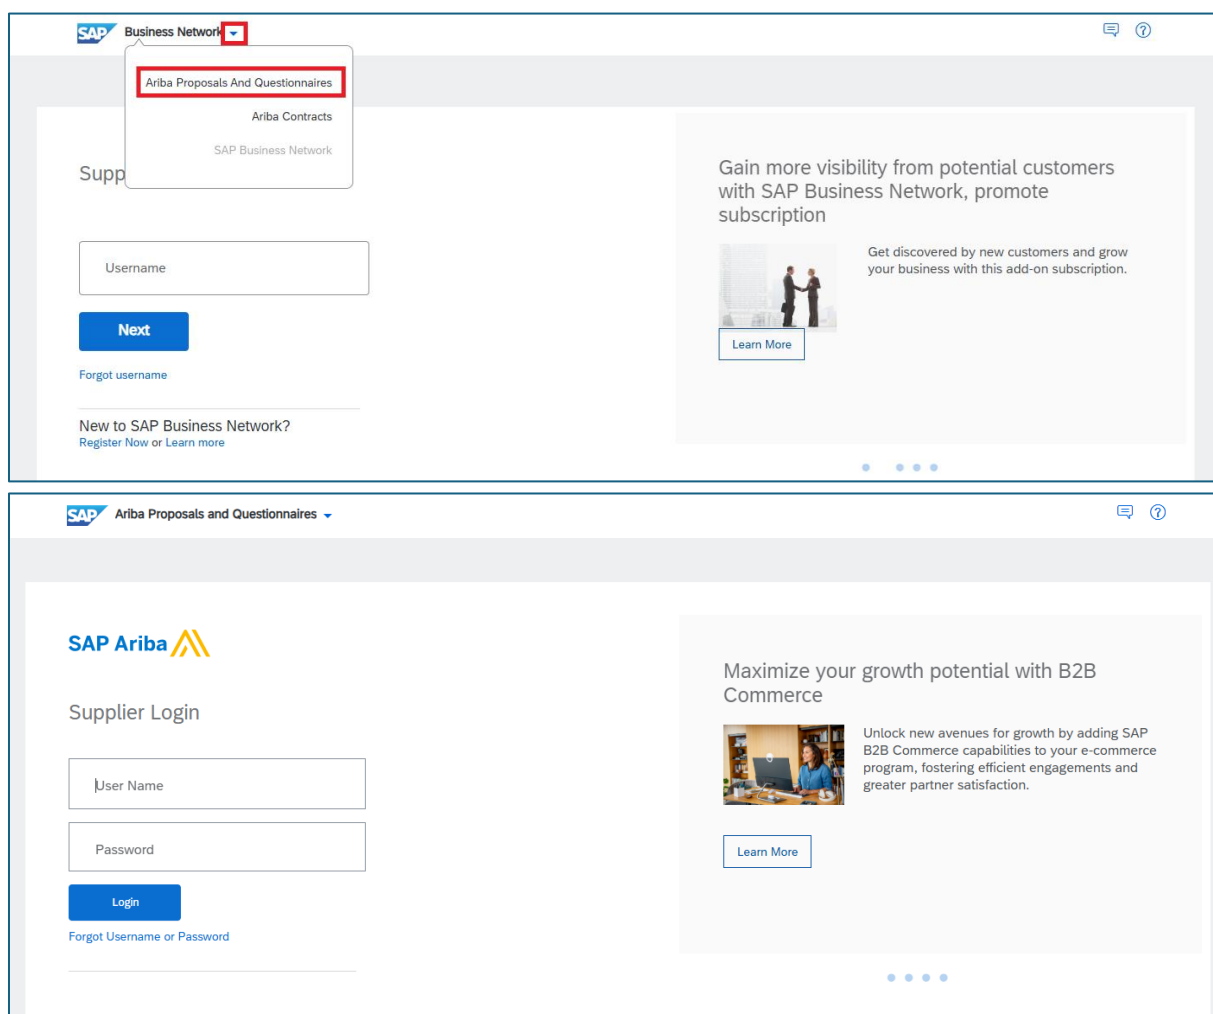 SAP Business Network
Ariba Proposals And Questionnaires
Ariba Contracts
SAP Business Network
Supp
Username
Next
Forgot username
New to SAP Business Network?
Register Now or Learn more
Gain more visibility from potential customers
with SAP Business Network, promote
subscription
Get discovered by new customers and grow
your business with this add-on subscription.
Learn More
SAP Ariba Proposals and Questionnaires
SAP Ariba
Supplier Login
User Name
Password
Login
Forgot Username or Password
Maximize your growth potential with B2B
Commerce
Unlock new avenues for growth by adding SAP
B2B Commerce capabilities to your e-commerce
program, fostering efficient engagements and
greater partner satisfaction.
Learn More